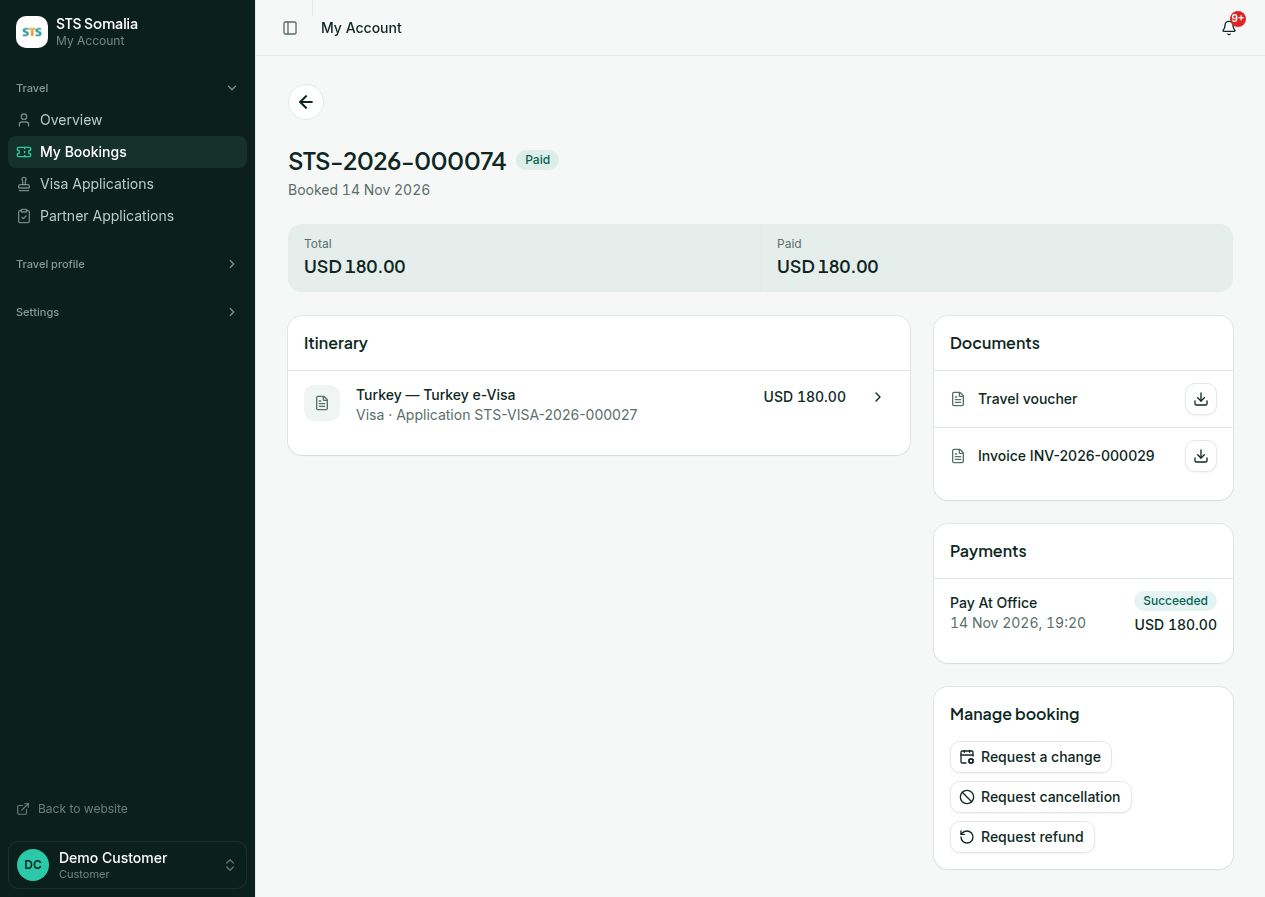 STS
STS Somalia
My Account
Travel
Overview
My Bookings
Visa Applications
Partner Applications
Travel profile
Settings
Back to website
DC
Demo Customer
Customer
My Account
9+
STS-2026-000074 Paid
Booked 14 Nov 2026
Total
USD 180.00
Paid
USD 180.00
Itinerary
Turkey — Turkey e-Visa
Visa · Application STS-VISA-2026-000027
USD 180.00
Documents
Travel voucher
Invoice INV-2026-000029
Payments
Pay At Office
14 Nov 2026, 19:20
Succeeded
USD 180.00
Manage booking
Request a change
Request cancellation
Request refund